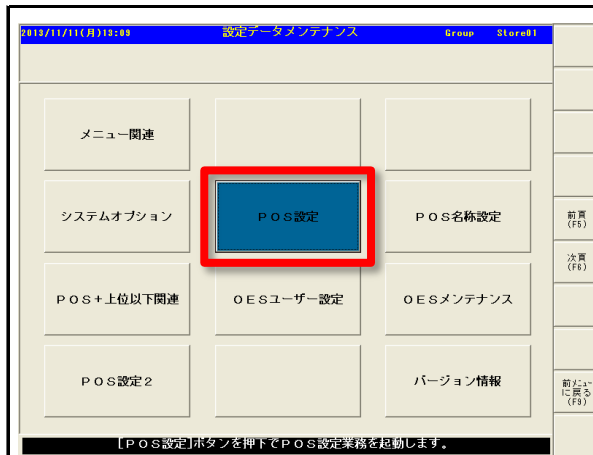 2013/11/11(月)13:09 設定データメンテナンス Group Store01
メニュー関連
システムオプション POS設定 POS名称設定
前頁
(F5)
次頁
(F6)
POS+上位以下関連 OESユーザー設定 OESメンテナンス
POS設定2 バージョン情報
前メニュー
に戻る
(F9)
[POS設定]ボタンを押下でPOS設定業務を起動します。